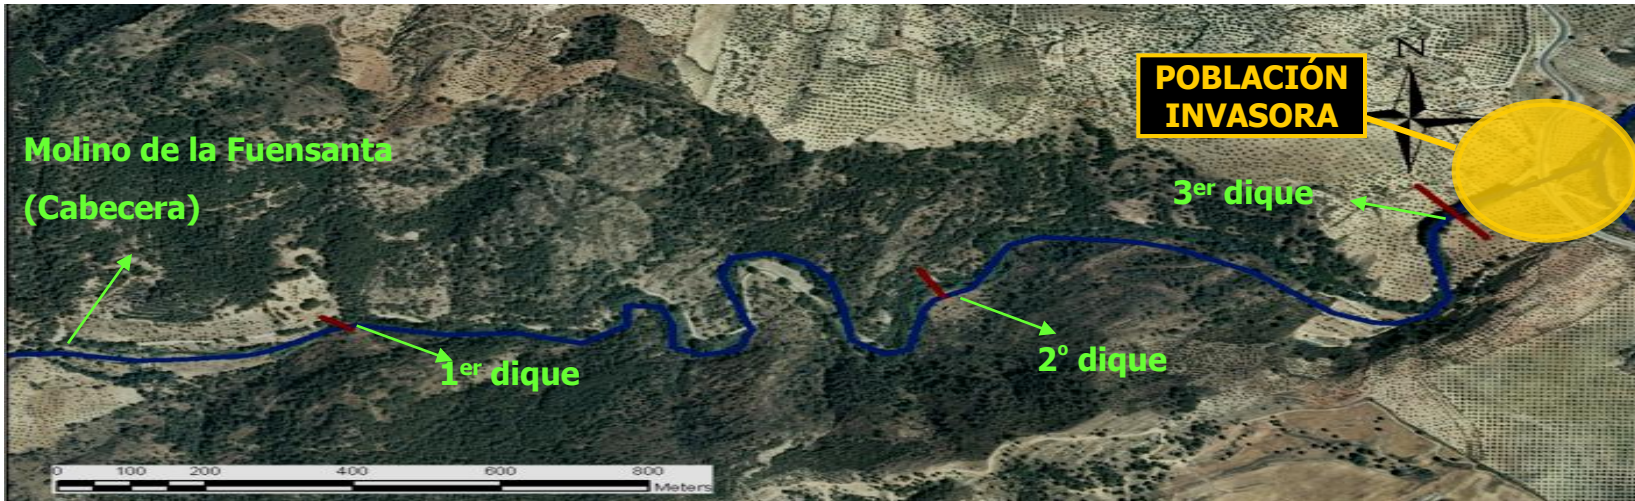 POBLACIÓN
INVASORA
N
Molino de la Fuensanta
(Cabecera)
3er dique
2º dique
1er dique
0 100 200 400 600 800
Meters